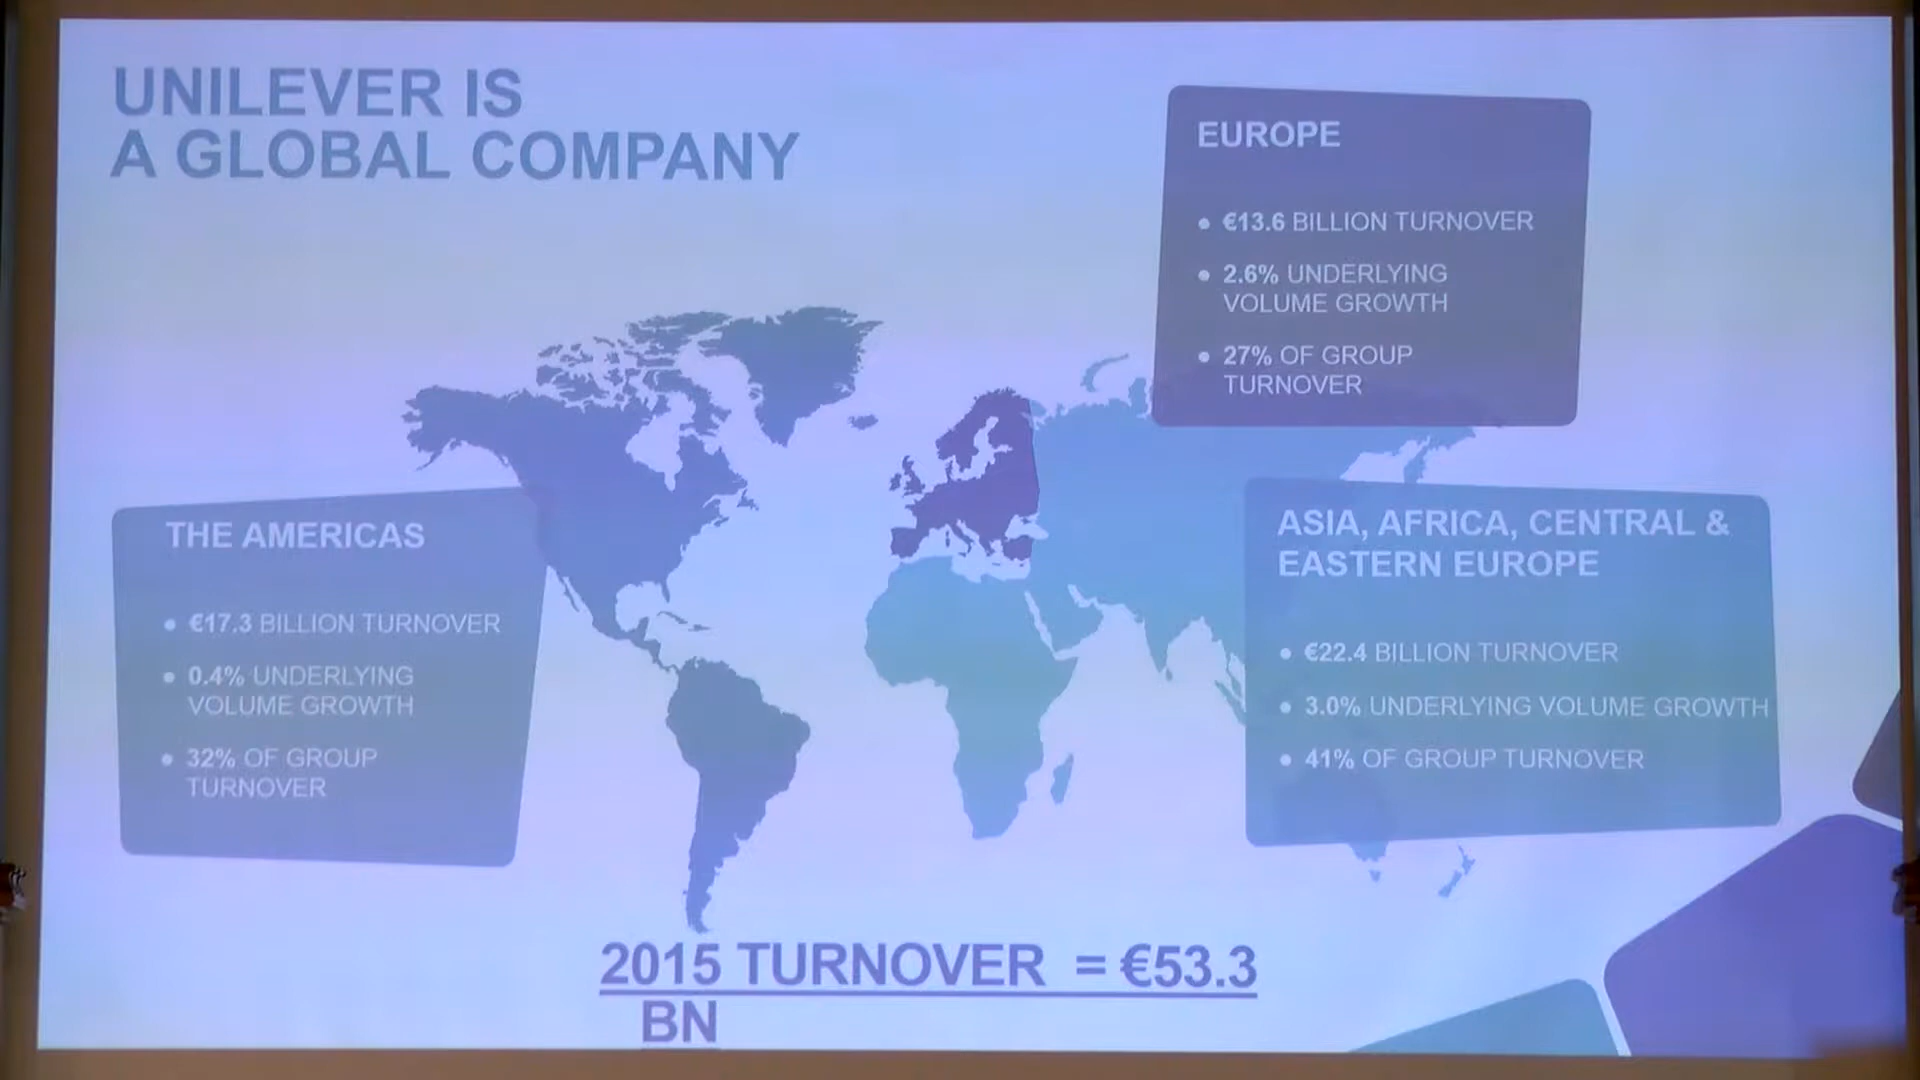 UNILEVER IS
A GLOBAL COMPANY
EUROPE
• €13.6 BILLION TURNOVER
• 2.6% UNDERLYING
VOLUME GROWTH
• 27% OF GROUP
TURNOVER
THE AMERICAS
• €17.3 BILLION TURNOVER
• 0.4% UNDERLYING
VOLUME GROWTH
• 32% OF GROUP
TURNOVER
ASIA, AFRICA, CENTRAL &
EASTERN EUROPE
• €22.4 BILLION TURNOVER
• 3.0% UNDERLYING VOLUME GROWTH
• 41% OF GROUP TURNOVER
2015 TURNOVER = €53.3
BN